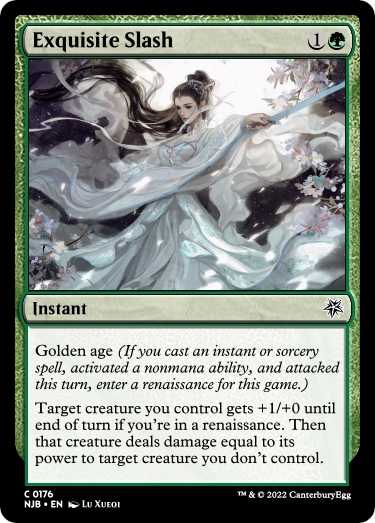 Exquisite Slash 1
Instant
Golden age (If you cast an instant or sorcery
spell, activated a nonmana ability, and attacked
this turn, enter a renaissance for this game.)
Target creature you control gets +1/+0 until
end of turn if you're in a renaissance. Then
that creature deals damage equal to its
power to target creature you don't control.
C 0176
NJB • EN Lu Xueoi
™ & © 2022 CanterburyEgg